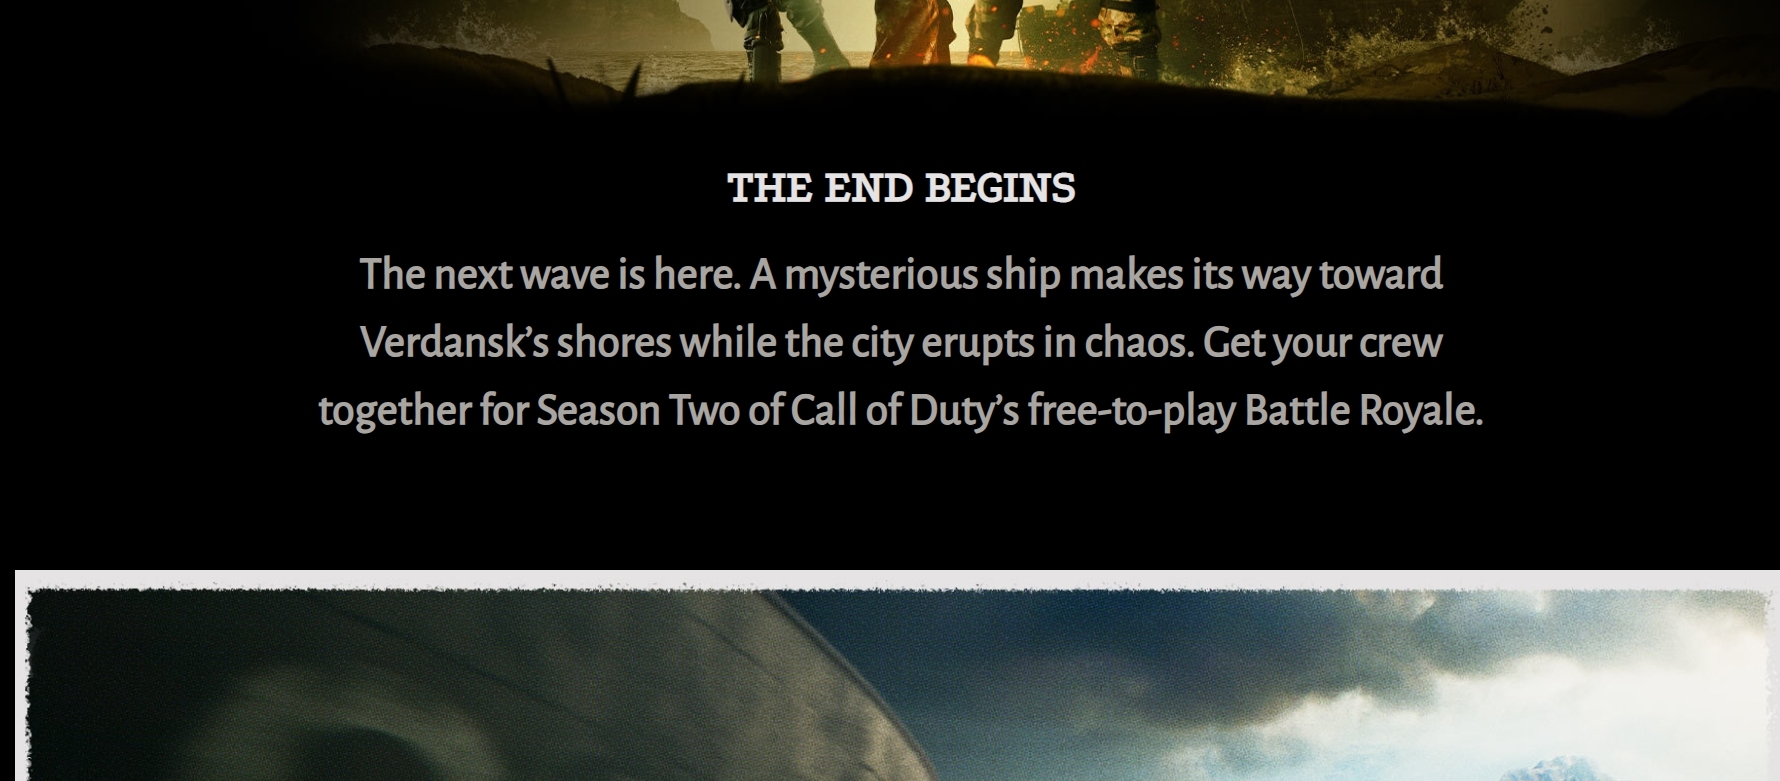 THE END BEGINS
The next wave is here. A mysterious ship makes its way toward
Verdansk’s shores while the city erupts in chaos. Get your crew
together for Season Two of Call of Duty’s free-to-play Battle Royale.